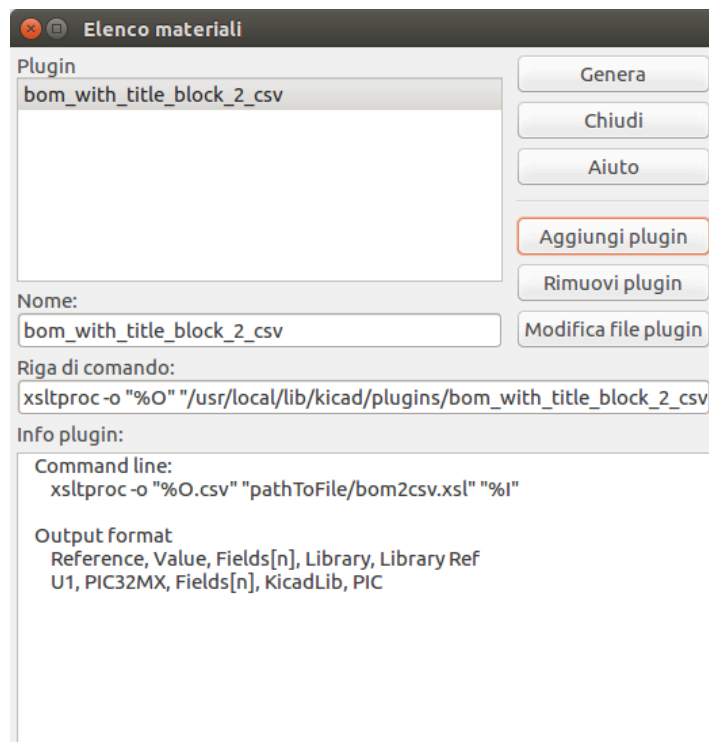 Elenco materiali
Plugin
bom_with_title_block_2_csv
Genera
Chiudi
Aiuto
Aggiungi plugin
Rimuovi plugin
Modifica file plugin
Nome:
bom_with_title_block_2_csv
Riga di comando:
xsltproc -o "%O" "/usr/local/lib/kicad/plugins/bom_with_title_block_2_csv
Info plugin:
Command line:
xsltproc -o "%O.csv" "pathToFile/bom2csv.xsl" "%I"
Output format
Reference, Value, Fields[n], Library, Library Ref
U1, PIC32MX, Fields[n], KicadLib, PIC